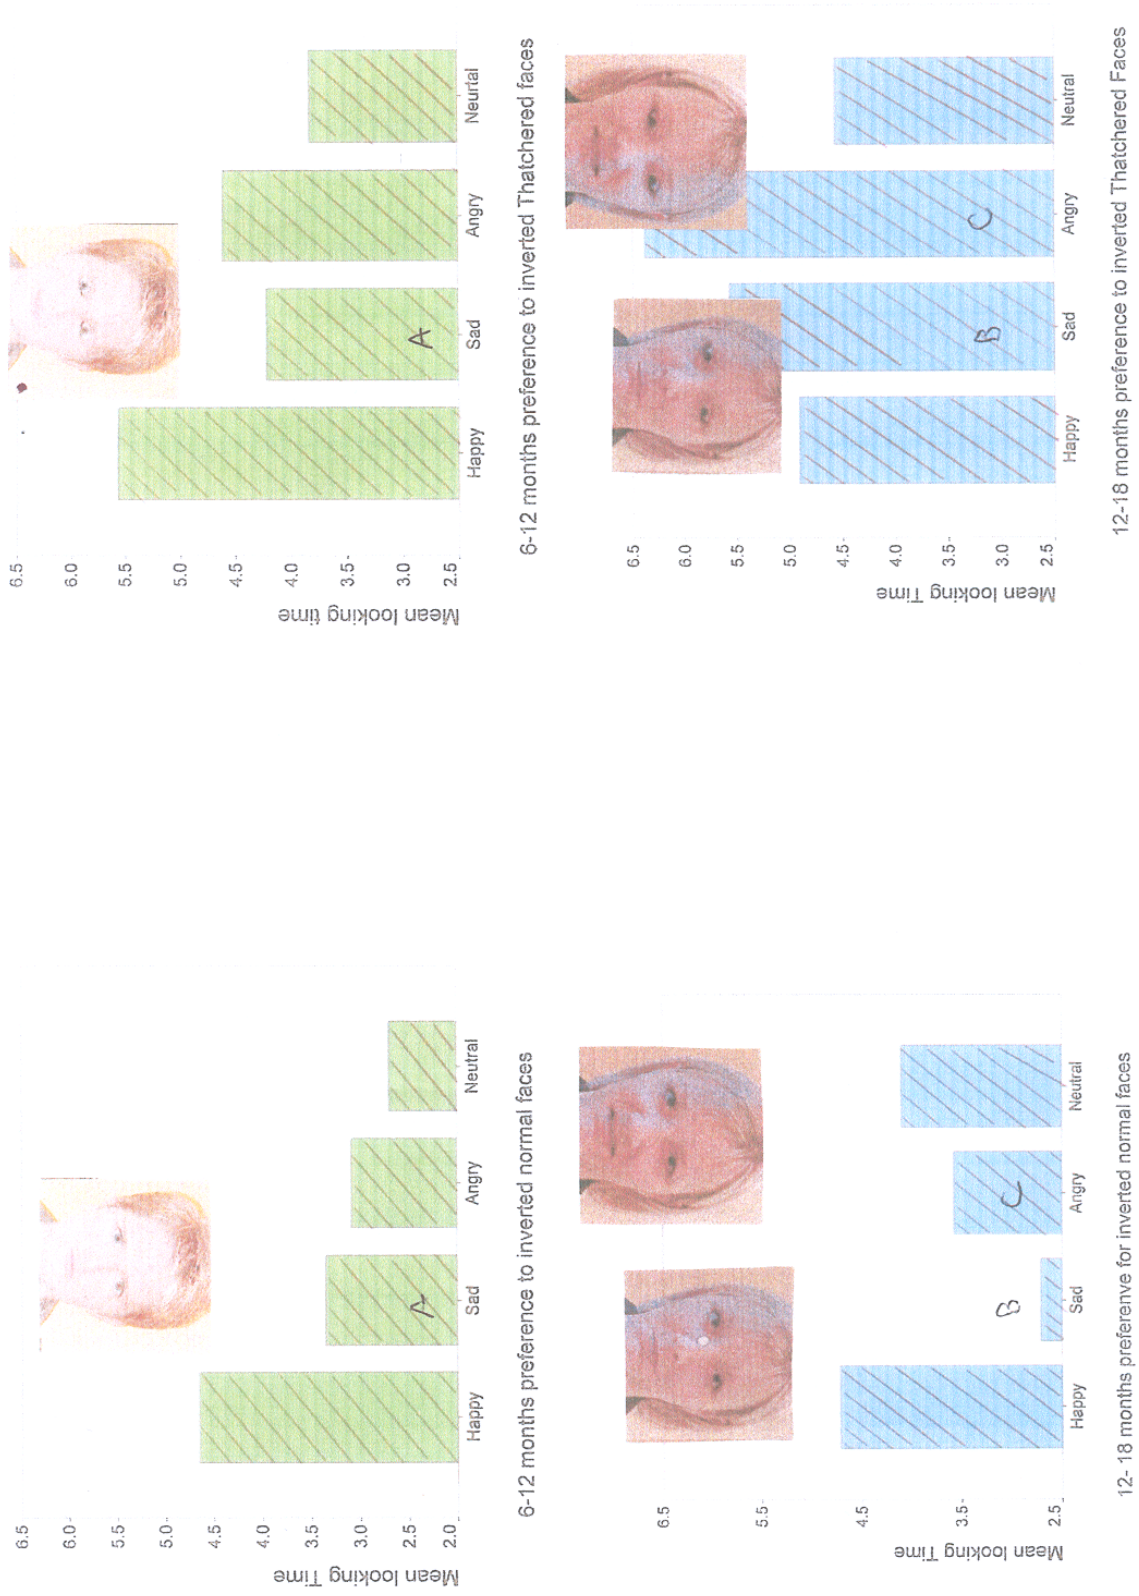 Mean looking Time
6.5
6.0
5.5
5.0
4.5
4.0
3.5
3.0
2.5
2.0
A
Happy
Sad
Angry
Neutral
6-12 months preference to inverted normal faces
Mean looking time
6.5
6.0
5.5
5.0
4.5
4.0
3.5
3.0
2.5
A
Happy
Sad
Angry
Neurtal
6-12 months preference to inverted Thatchered faces
Mean looking Time
6.5
5.5
4.5
3.5
2.5
B
C
Happy
Sad
Angry
Neutral
12- 18 months preferenve for inverted normal faces
Mean looking Time
6.5
6.0
5.5
5.0
4.5
4.0
3.5
3.0
2.5
B
C
Happy
Sad
Angry
Neutral
12-18 months preference to inverted Thatchered Faces